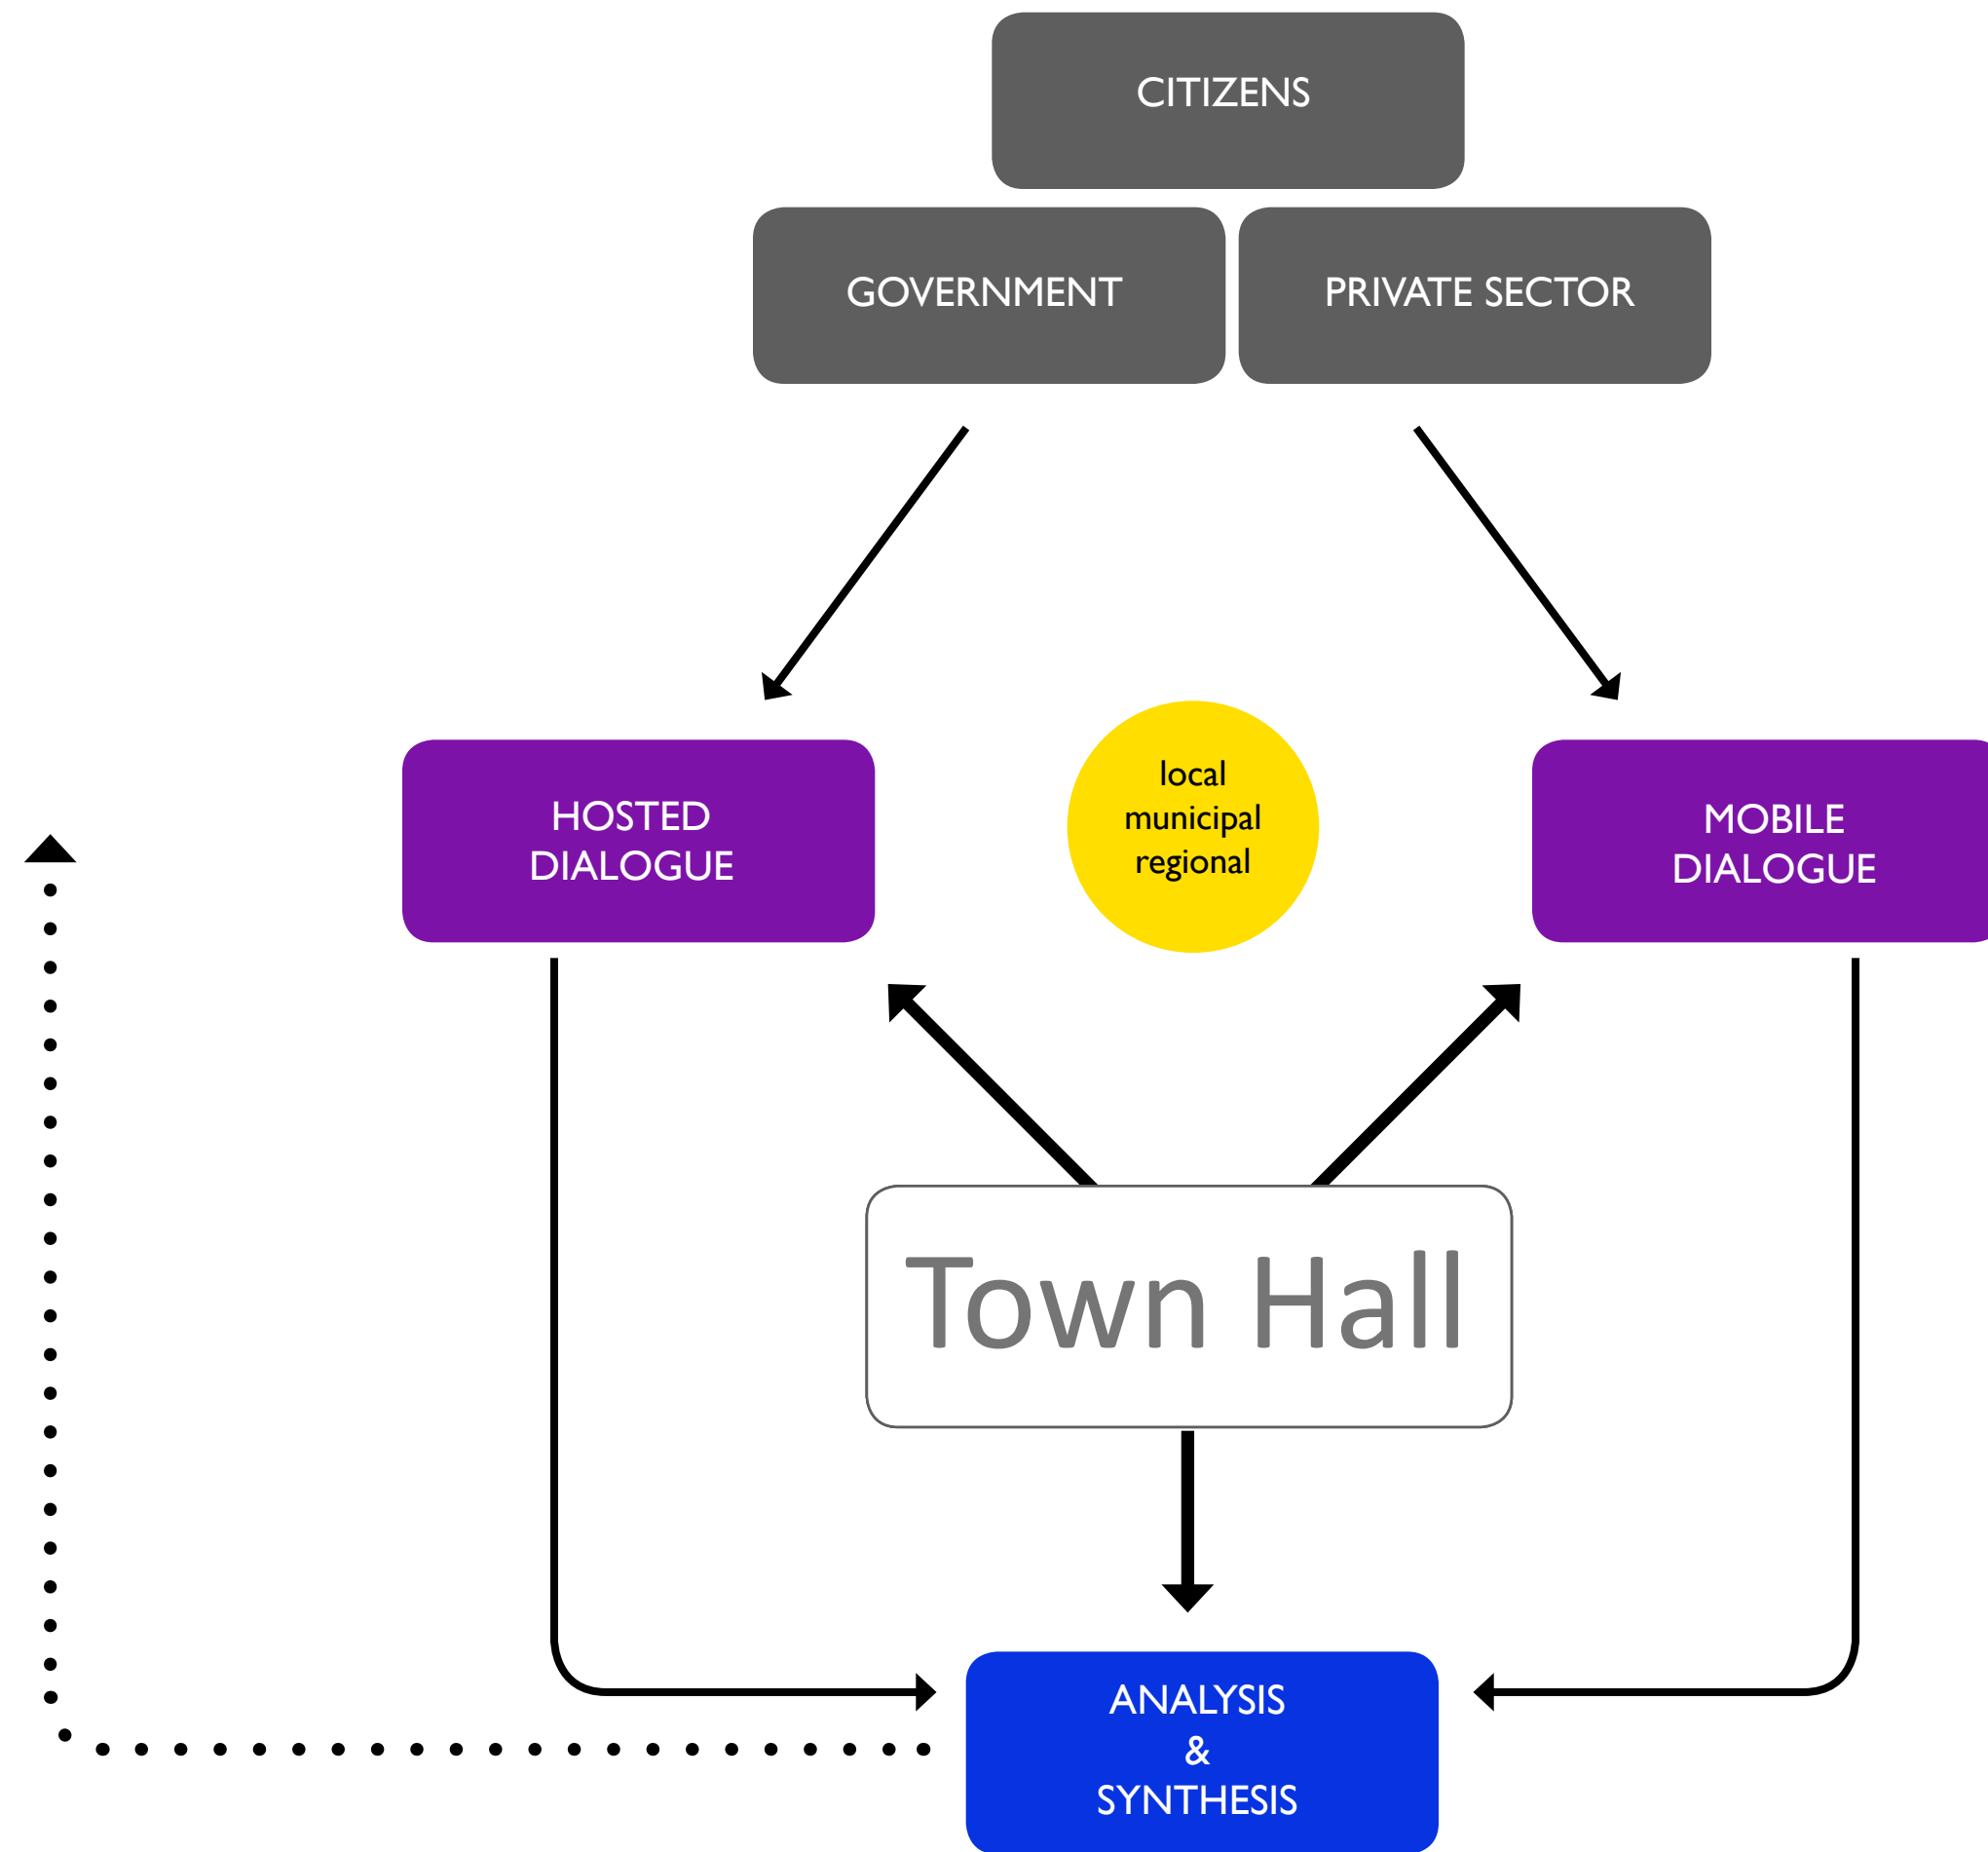 CITIZENS
GOVERNMENT
PRIVATE SECTOR
HOSTED
DIALOGUE
local
municipal
regional
MOBILE
DIALOGUE
Town Hall
ANALYSIS
&
SYNTHESIS